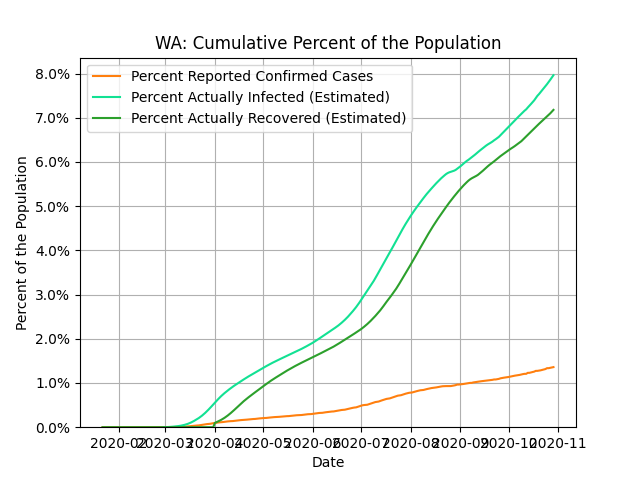 WA: Cumulative Percent of the Population
Percent Reported Confirmed Cases
Percent Actually Infected (Estimated)
Percent Actually Recovered (Estimated)
8.0%
7.0%
6.0%
5.0%
4.0%
3.0%
2.0%
1.0%
0.0%
Percent of the Population
2020-02 2020-03 2020-04 2020-05 2020-06 2020-07 2020-08 2020-09 2020-10 2020-11
Date